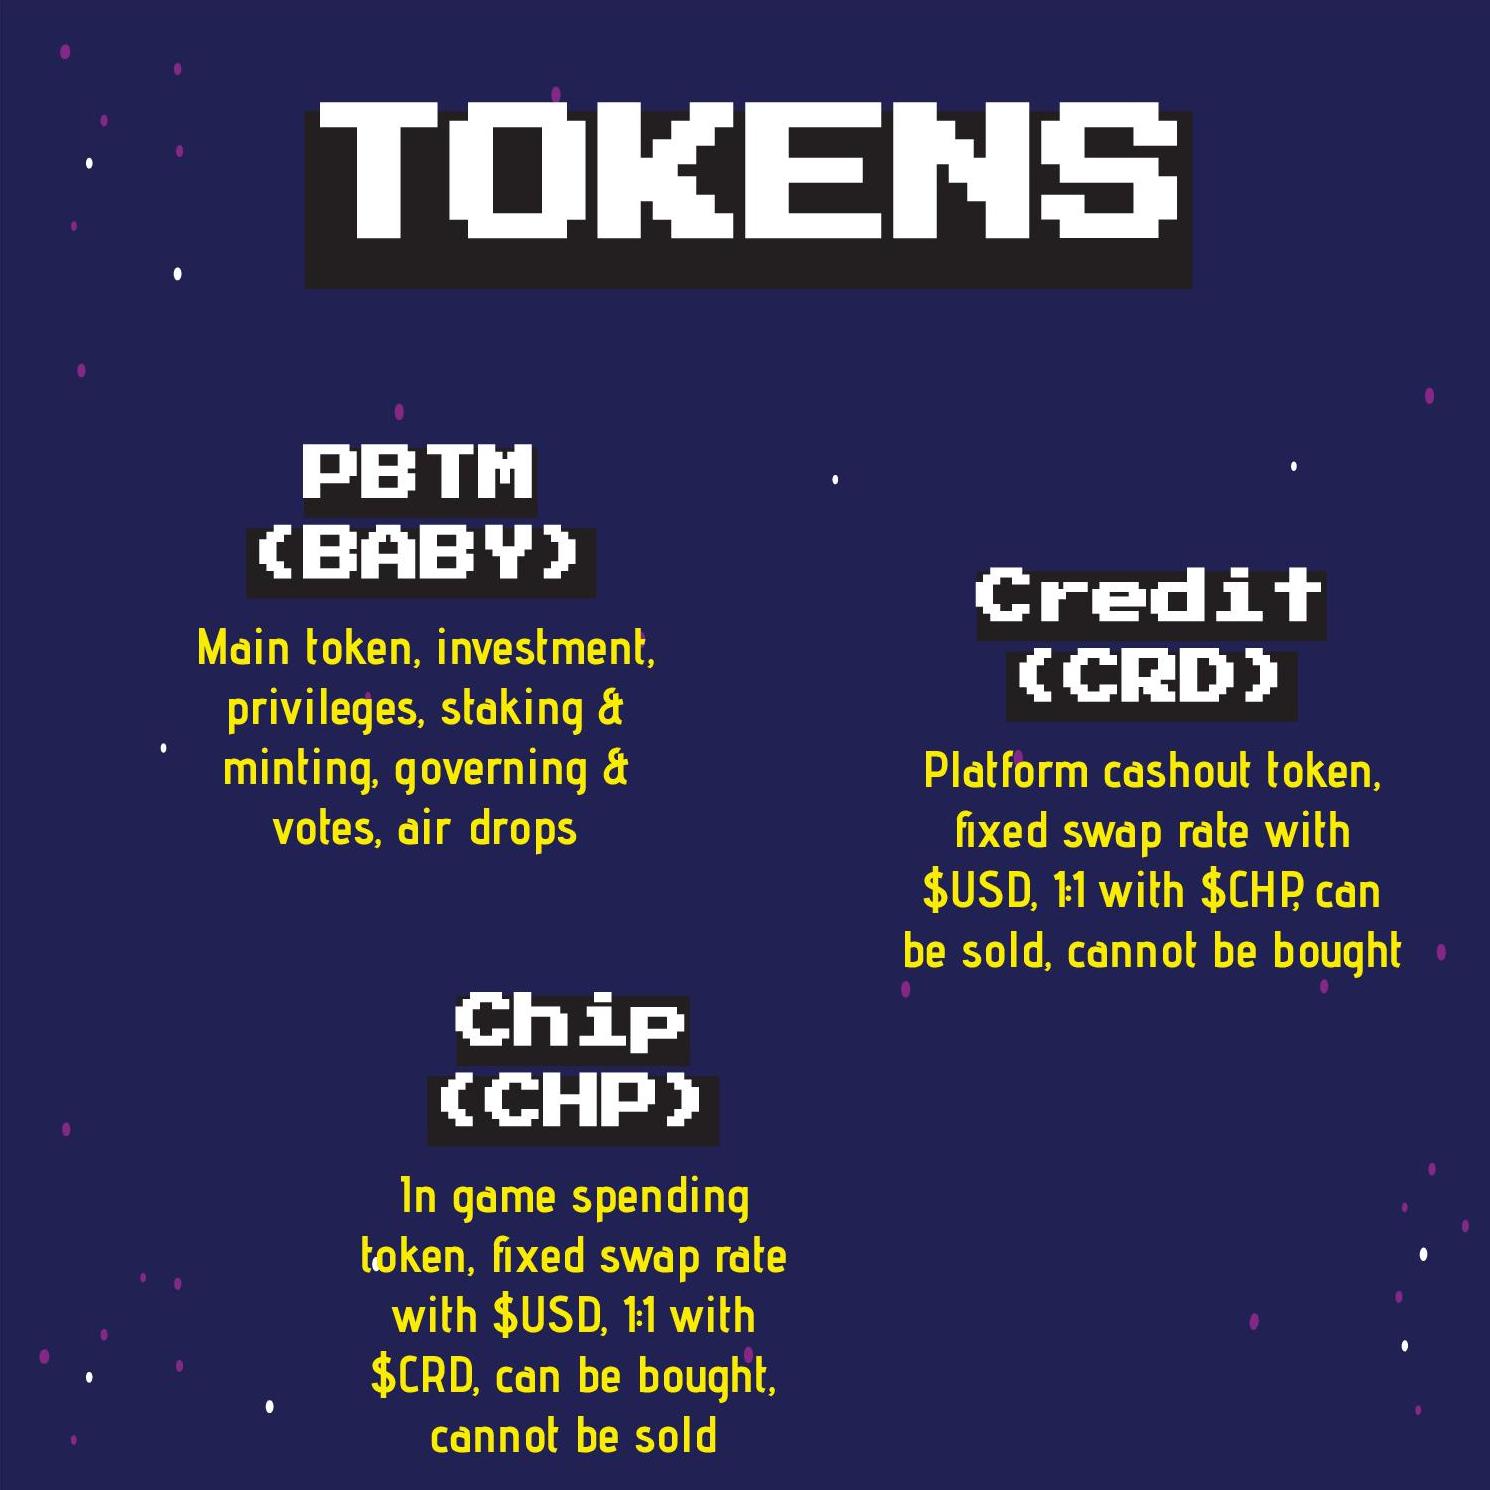 TOKENS
PBTM
(BABY)
Main token, investment,
privileges, staking &
minting, governing &
votes, air drops
Credit
(CRD)
Platform cashout token,
fixed swap rate with
$USD, 1:1 with $CHP, can
be sold, cannot be bought
Chip
(CHP)
In game spending
token, fixed swap rate
with $USD, 1:1 with
$CRD, can be bought,
cannot be sold